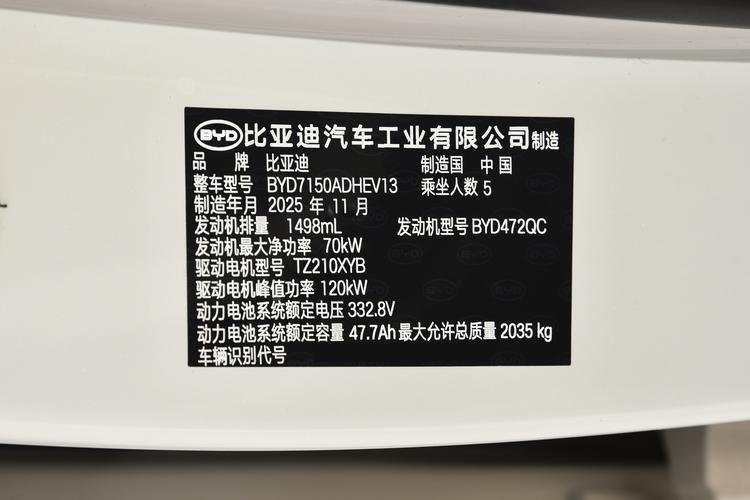 BYD 比亚迪汽车工业有限公司 制造
品 牌 比亚迪 制造国 中 国
整车型号 BYD7150ADHEV13 乘坐人数 5
制造年月 2025 年 11 月
发动机排量 1498mL 发动机型号 BYD472QC
发动机最大净功率 70kW
驱动电机型号 TZ210XYB
驱动电机峰值功率 120kW
动力电池系统额定电压 332.8V
动力电池系统额定容量 47.7Ah 最大允许总质量 2035 kg
车辆识别代号